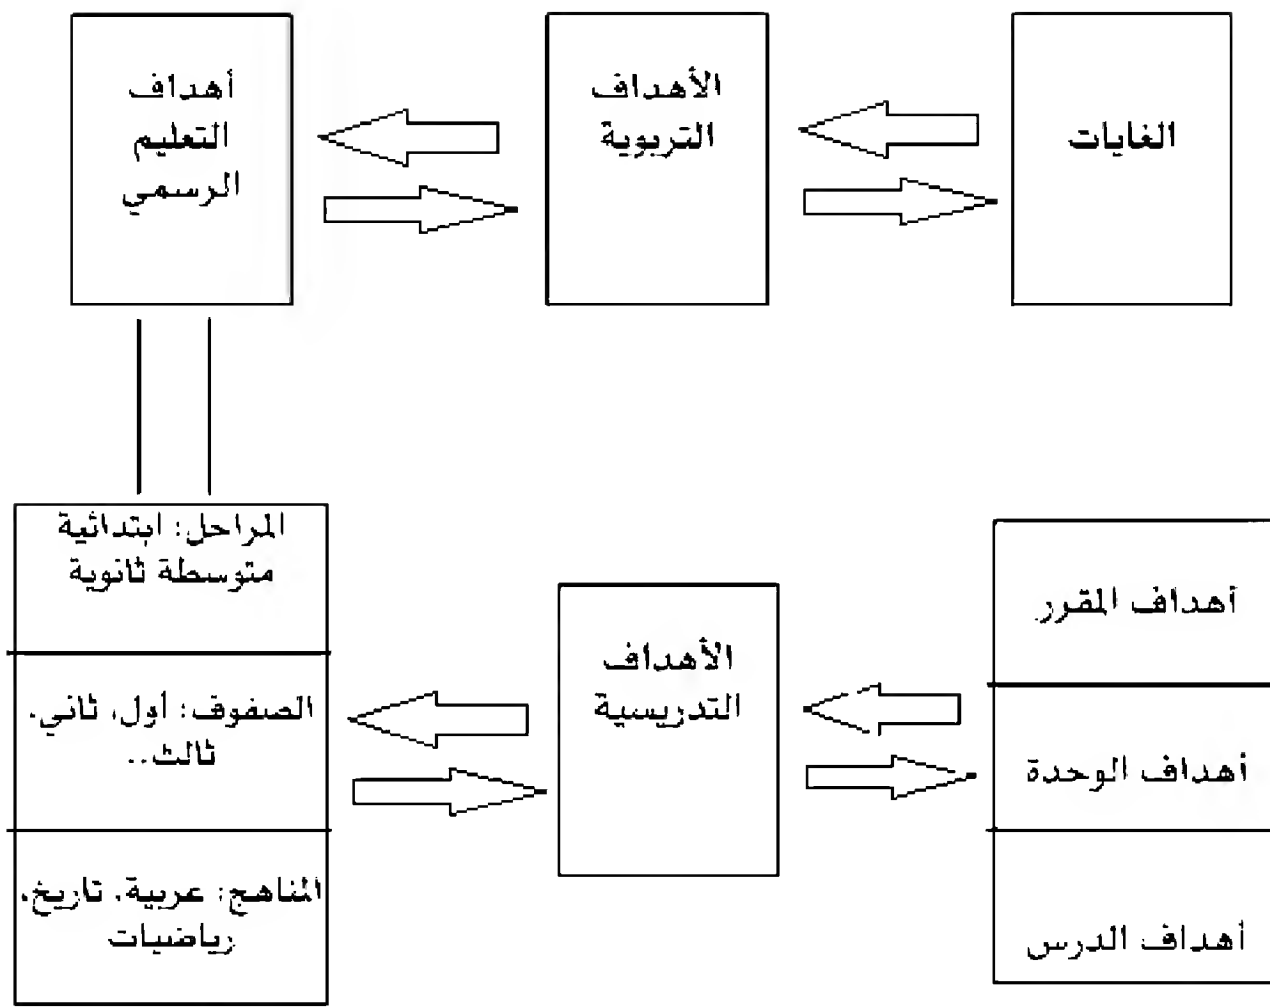 الغايات
الأهداف
التربوية
أهداف
التعليم
الرسمي
المراحل: ابتدائية
متوسطة ثانوية
الصفوف: أول، ثاني،
ثالث..
المناهج: عربية، تاريخ،
رياضيات
الأهداف
التدريسية
أهداف المقرر
أهداف الوحدة
أهداف الدرس